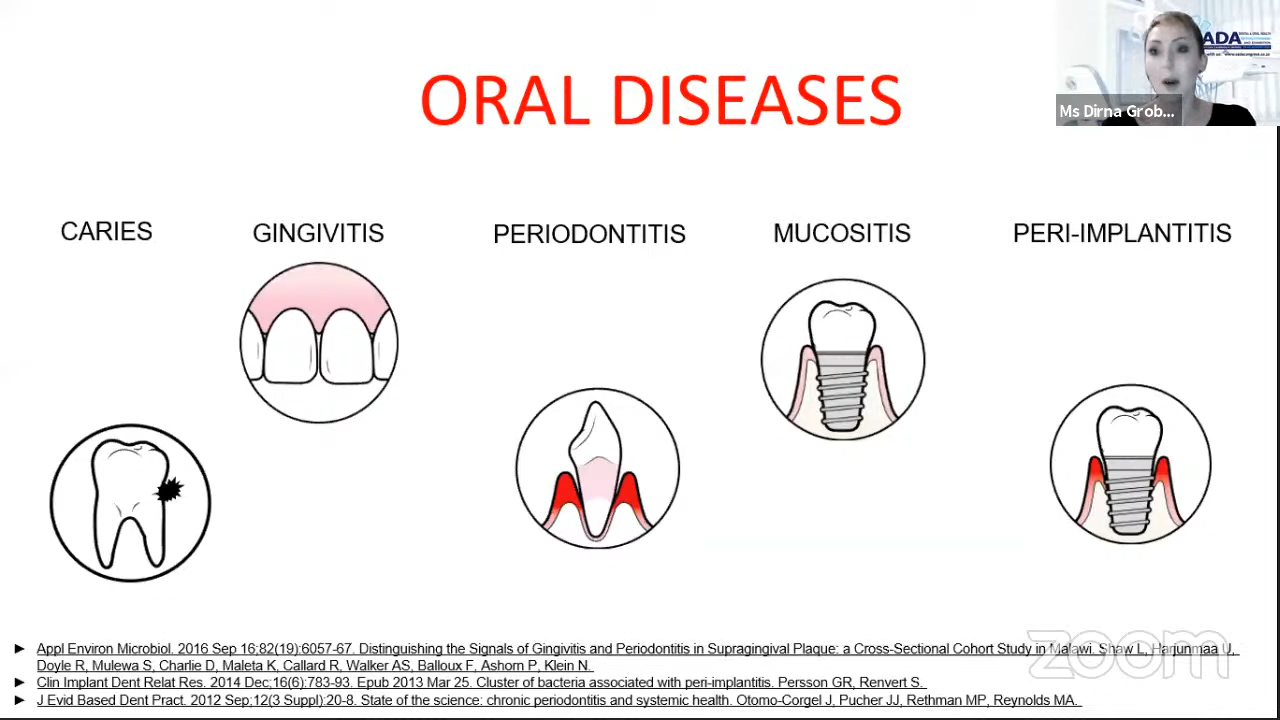 ADA
Ms Dirna Grob...
ORAL DISEASES
CARIES
GINGIVITIS
PERIODONTITIS
MUCOSITIS
PERI-IMPLANTITIS
► Appl Environ Microbiol. 2016 Sep 16;82(19):6057-67. Distinguishing the Signals of Gingivitis and Periodontitis in Supragingival Plaque: a Cross-Sectional Cohort Study in Malawi. Shaw L, Harjunmaa U,
Doyle R, Mulewa S, Charlie D, Maleta K, Callard R, Walker AS, Balloux F, Ashorn P, Klein N.
► Clin Implant Dent Relat Res. 2014 Dec;16(6):783-93. Epub 2013 Mar 25. Cluster of bacteria associated with peri-implantitis. Persson GR, Renvert S.
► J Evid Based Dent Pract. 2012 Sep;12(3 Suppl):20-8. State of the science: chronic periodontitis and systemic health. Otomo-Corgel J, Pucher JJ, Rethman MP, Reynolds MA.
zoom